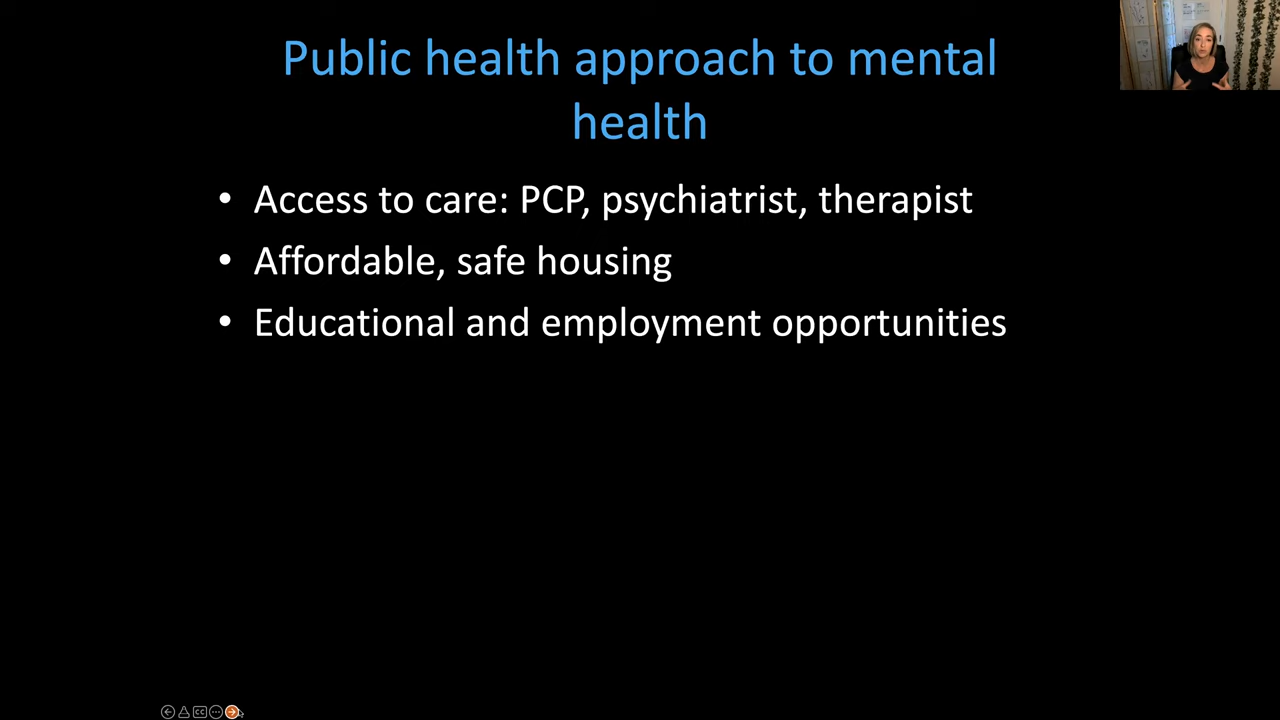 Public health approach to mental
health
• Access to care: PCP, psychiatrist, therapist
• Affordable, safe housing
• Educational and employment opportunities
CC